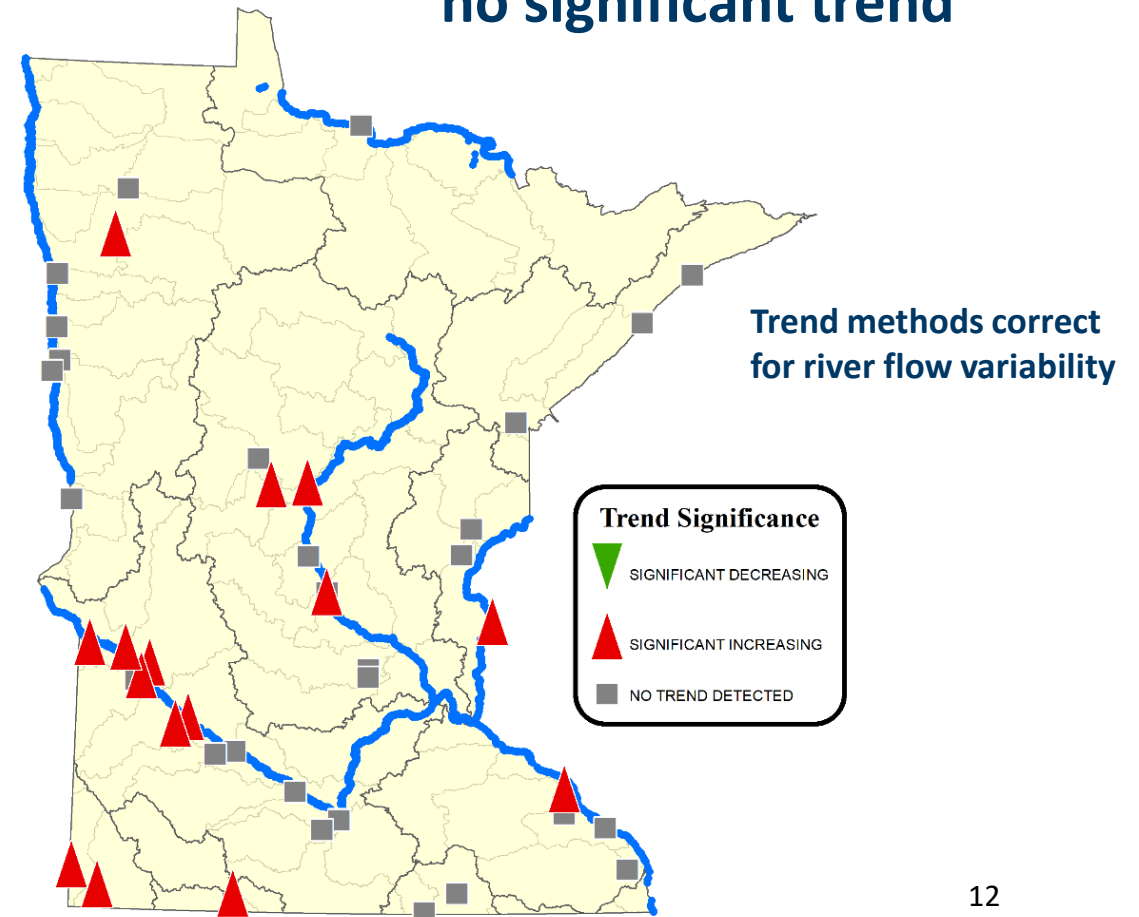 no significant trend
Trend methods correct
for river flow variability
Trend Significance
SIGNIFICANT DECREASING
SIGNIFICANT INCREASING
NO TREND DETECTED
12